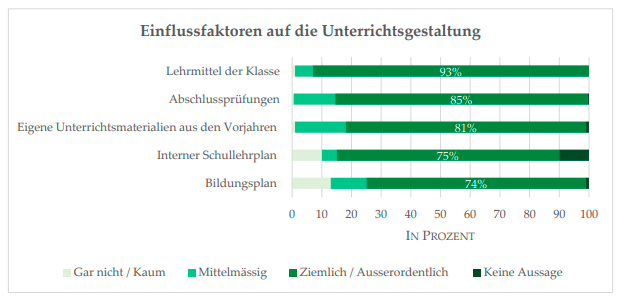 Einflussfaktoren auf die Unterrichtsgestaltung
Lehrmittel der Klasse 93%
Abschlussprüfungen 85%
Eigene Unterrichtsmaterialien aus den Vorjahren 81%
Interner Schullehrplan 75%
Bildungsplan 74%
0 10 20 30 40 50 60 70 80 90 100
IN PROZENT
Gar nicht / Kaum Mittelmässig Ziemlich / Ausserordentlich Keine Aussage